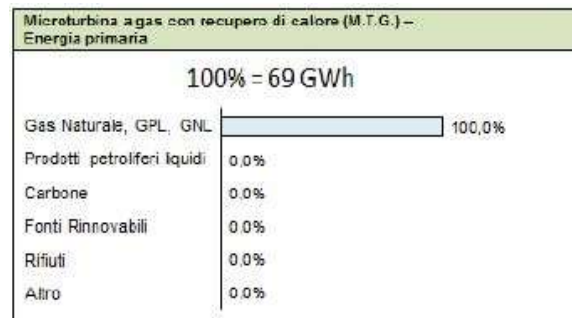 Microturbina a gas con recupero di calore (M.T.G.) –
Energia primaria
100% = 69 GWh
Gas Naturale, GPL, GNL 100,0%
Prodotti petroliferi liquidi 0,0%
Carbone 0,0%
Fonti Rinnovabili 0,0%
Rifiuti 0,0%
Altro 0,0%